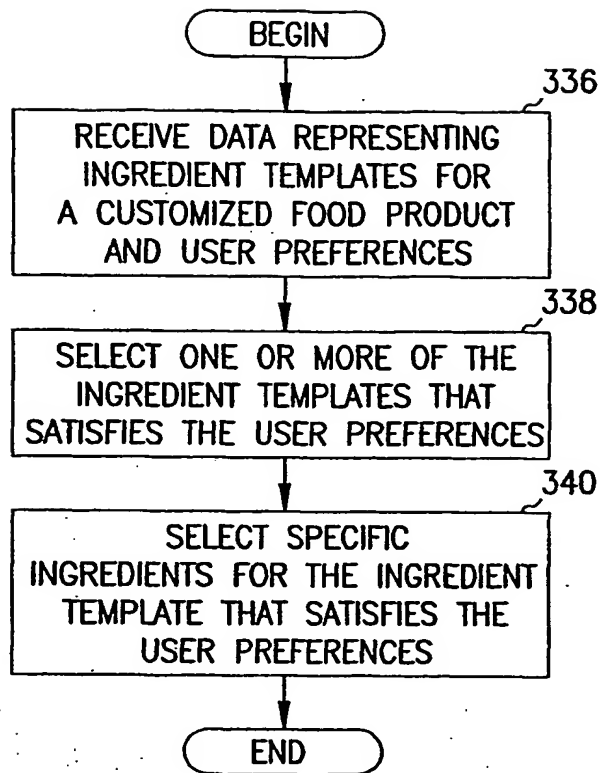 BEGIN
336
RECEIVE DATA REPRESENTING
INGREDIENT TEMPLATES FOR
A CUSTOMIZED FOOD PRODUCT
AND USER PREFERENCES
338
SELECT ONE OR MORE OF THE
INGREDIENT TEMPLATES THAT
SATISFIES THE USER PREFERENCES
340
SELECT SPECIFIC
INGREDIENTS FOR THE INGREDIENT
TEMPLATE THAT SATISFIES THE
USER PREFERENCES
END